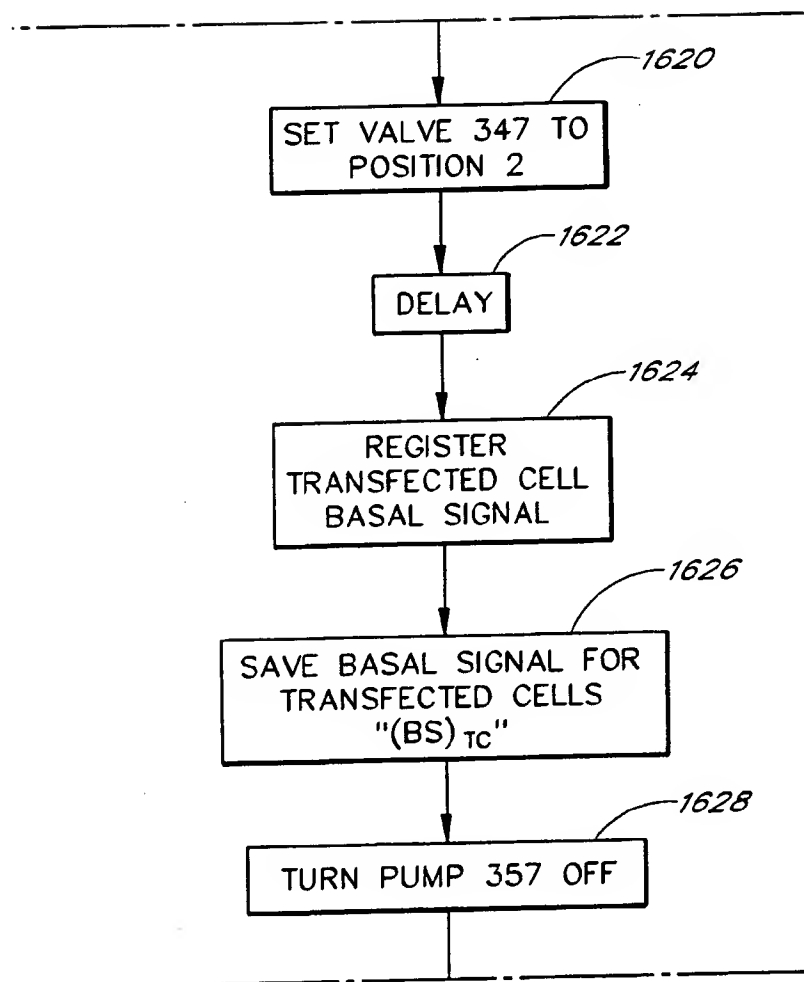 1620
SET VALVE 347 TO
POSITION 2
1622
DELAY
1624
REGISTER
TRANSFECTED CELL
BASAL SIGNAL
1626
SAVE BASAL SIGNAL FOR
TRANSFECTED CELLS
"(BS) TC"
1628
TURN PUMP 357 OFF